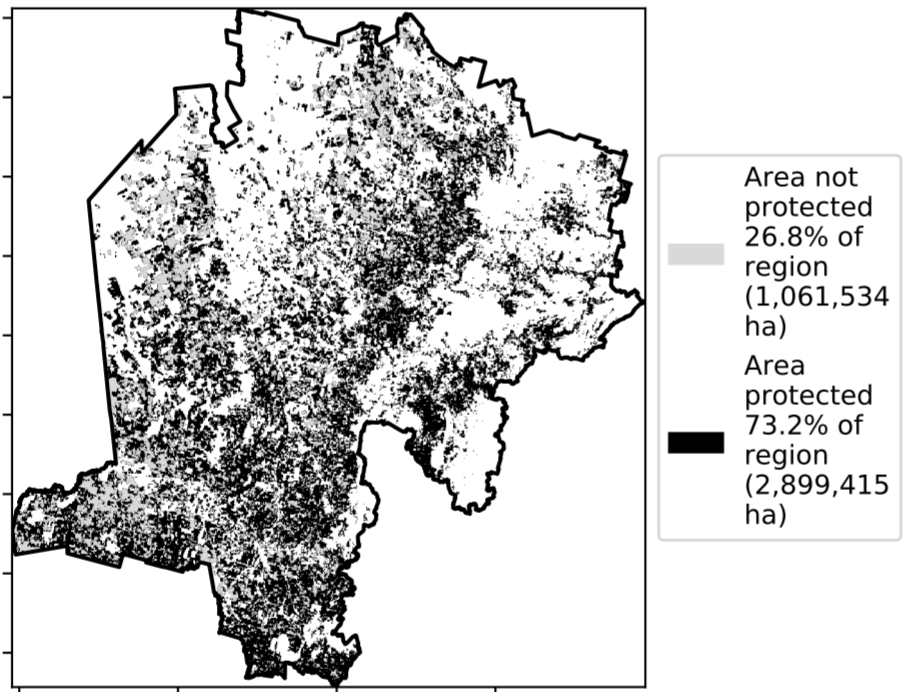 Area not
protected
26.8% of
region
(1,061,534
ha)
Area
protected
73.2% of
region
(2,899,415
ha)